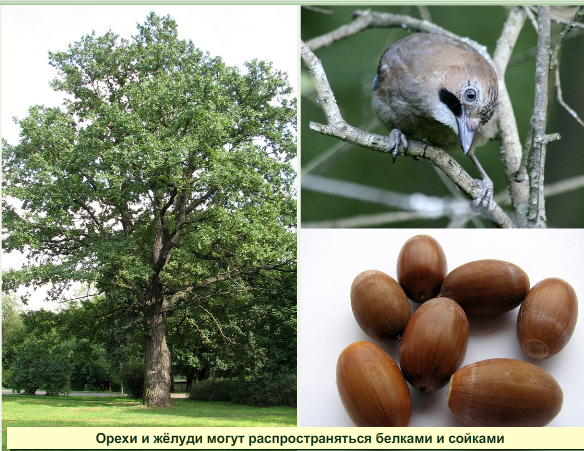 Орехи и жёлуди могут распространяться белками и сойками